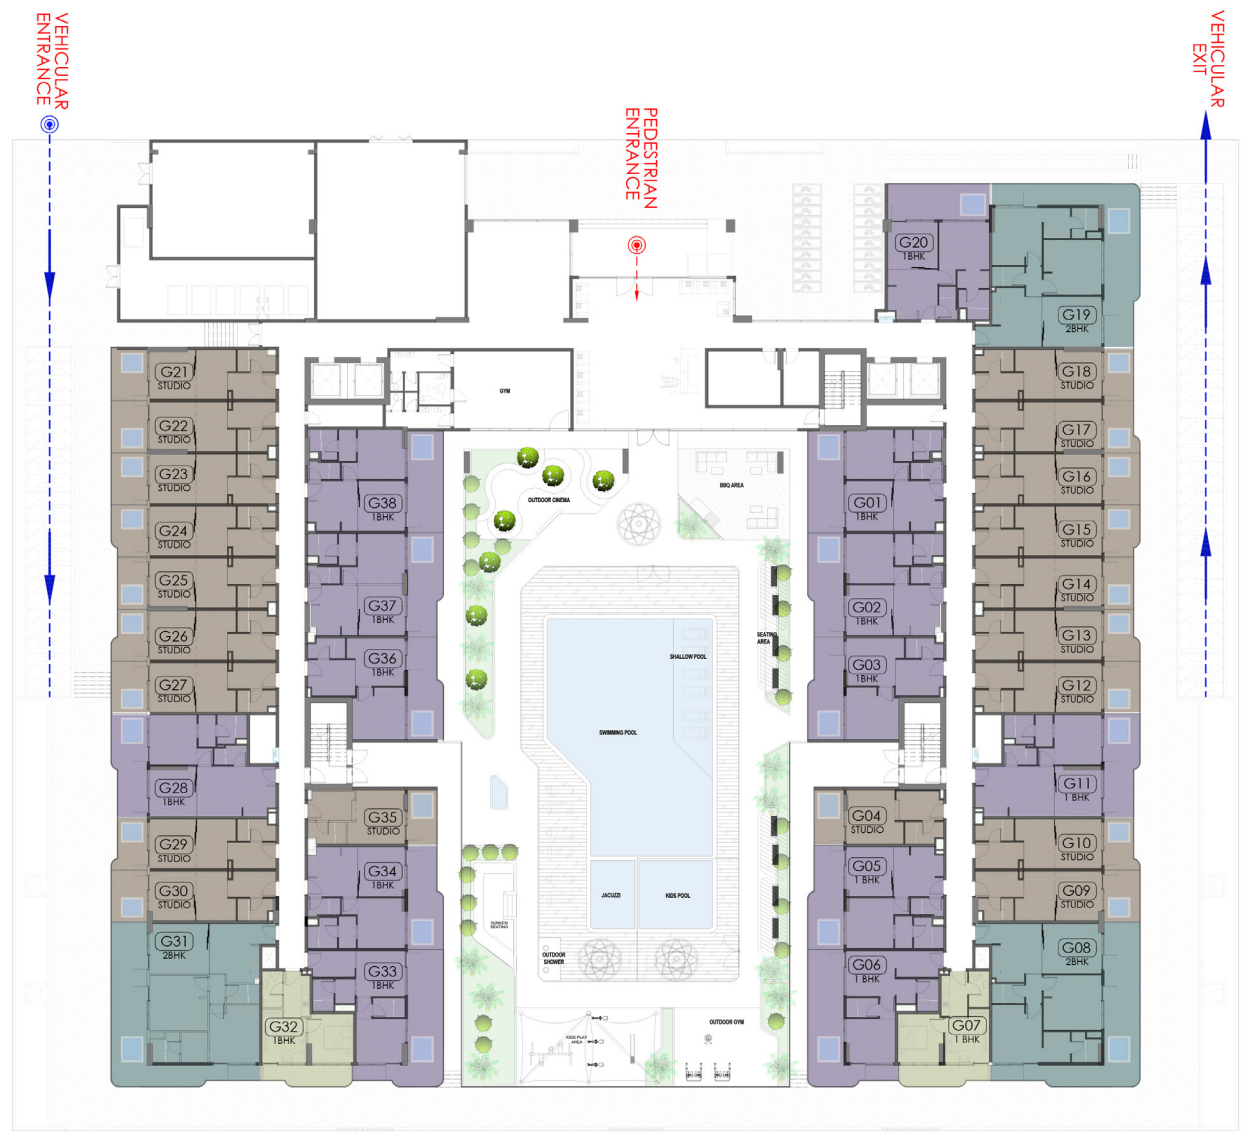 VEHICULAR
ENTRANCE
PEDESTRIAN
ENTRANCE
VEHICULAR
EXIT
G20
1BHK
G19
2BHK
G21
STUDIO
G22
STUDIO
G23
STUDIO
G24
STUDIO
G25
STUDIO
G26
STUDIO
G27
STUDIO
G28
1BHK
G29
STUDIO
G30
STUDIO
G31
2BHK
G32
1BHK
G38
1BHK
G37
1BHK
G36
1BHK
G35
STUDIO
G34
1BHK
G33
1BHK
GYM
OUTDOOR CINEMA
BBQ AREA
SEATING
AREA
SHALLOW POOL
SWIMMING POOL
JACUZZI
KIDS POOL
SUNKEN
SEATING
OUTDOOR
SHOWER
KIDS PLAY
AREA
OUTDOOR GYM
G01
1BHK
G02
1BHK
G03
1BHK
G04
STUDIO
G05
1 BHK
G06
1 BHK
G07
1 BHK
G18
STUDIO
G17
STUDIO
G16
STUDIO
G15
STUDIO
G14
STUDIO
G13
STUDIO
G12
STUDIO
G11
1 BHK
G10
STUDIO
G09
STUDIO
G08
2BHK